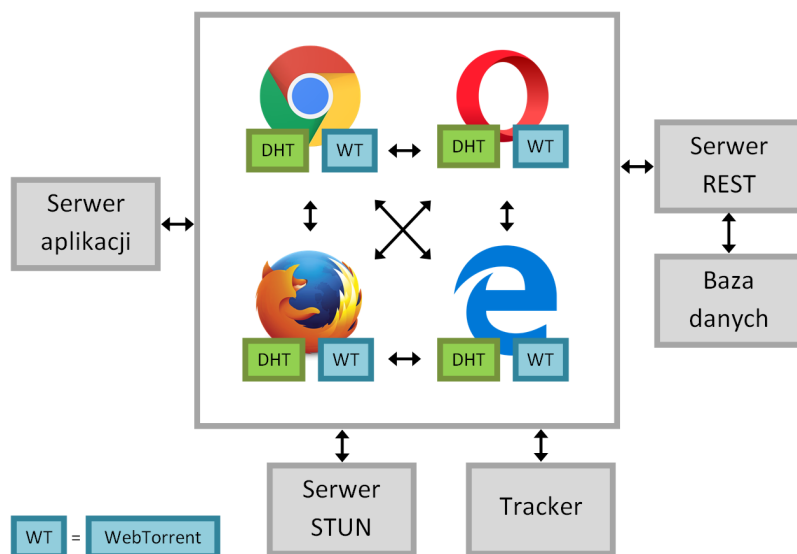 DHT
WT
DHT
WT
Serwer
REST
Serwer
aplikacji
Baza
danych
DHT
WT
DHT
WT
Serwer
STUN
Tracker
WT = WebTorrent